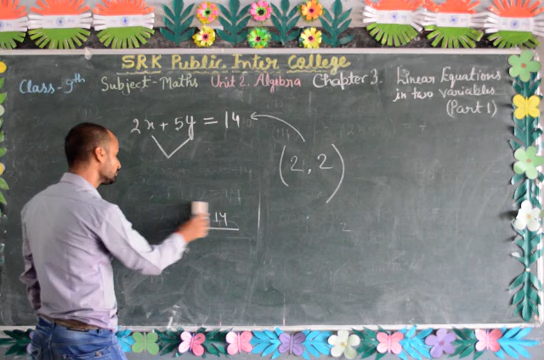 SRK Public Inter College
Class - 9th Subject - Maths Unit 2. Algebra Chapter 3. Linear Equations
in two variables
(Part 1)
2x + 5y = 14
(2, 2)
14